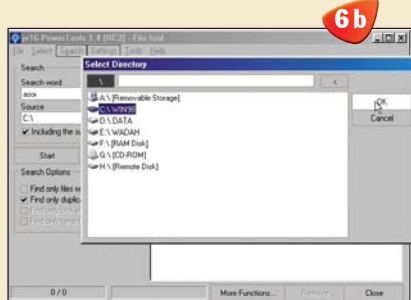 6b
jv16 PowerTools 1.4 [RC2] - File tool
File Select Search Settings Tools Help
Select Directory
Search
Search word
Source
C:\
Including the su
Start
Search Options
Find only files w
Find only duplic
\
<
A:\ [Removable Storage]
C:\ WIN98
D:\ DATA
E:\ WADAH
F:\ [RAM Disk]
G:\ [CD-ROM]
H:\ [Remote Disk]
OK
Cancel
0 / 0
More Functions...
Remove
Close